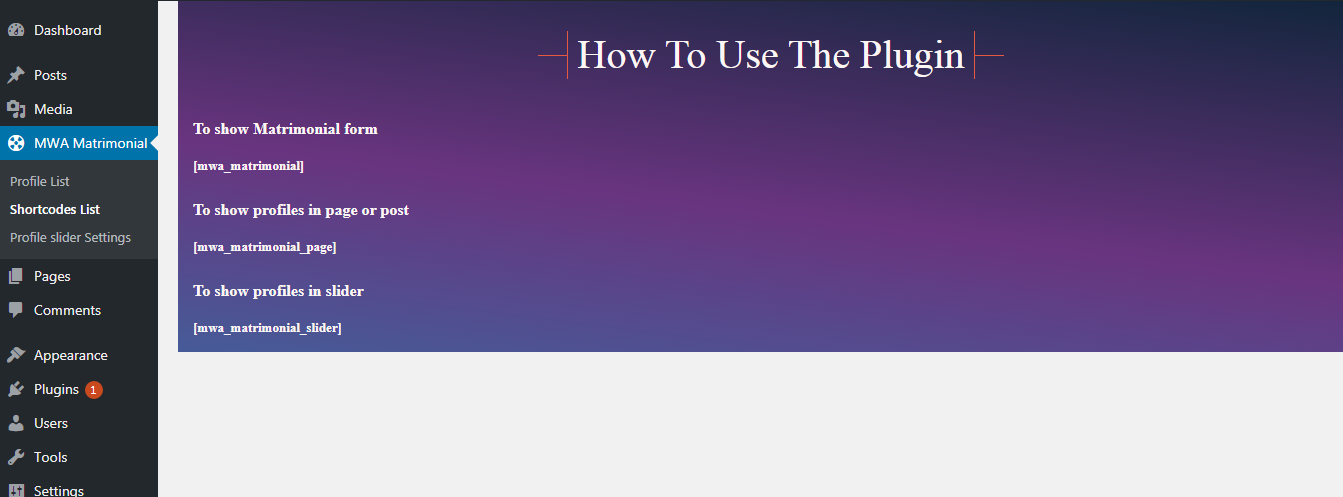 Dashboard
Posts
Media
MWA Matrimonial
Profile List
Shortcodes List
Profile slider Settings
Pages
Comments
Appearance
Plugins 1
Users
Tools
Settings
How To Use The Plugin
To show Matrimonial form
[mwa_matrimonial]
To show profiles in page or post
[mwa_matrimonial_page]
To show profiles in slider
[mwa_matrimonial_slider]